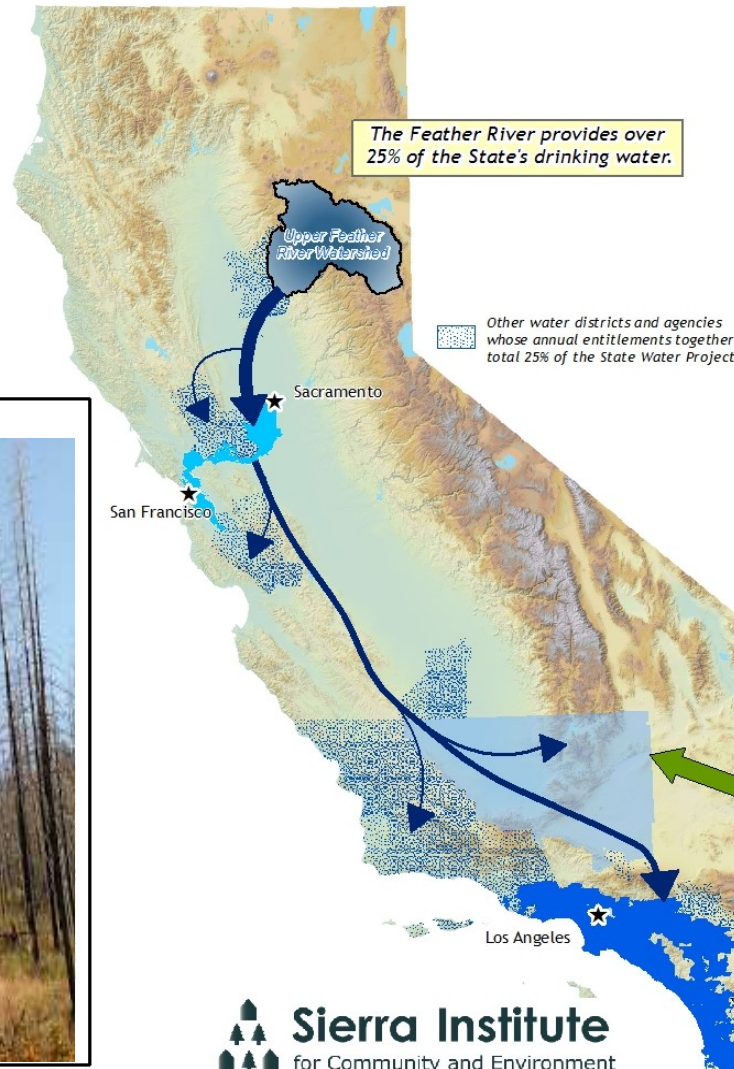 The Feather River provides over
25% of the State's drinking water.
Upper Feather
River Watershed
Other water districts and agencies
whose annual entitlements together
total 25% of the State Water Project
Sacramento
San Francisco
Los Angeles
Sierra Institute
for Community and Environment